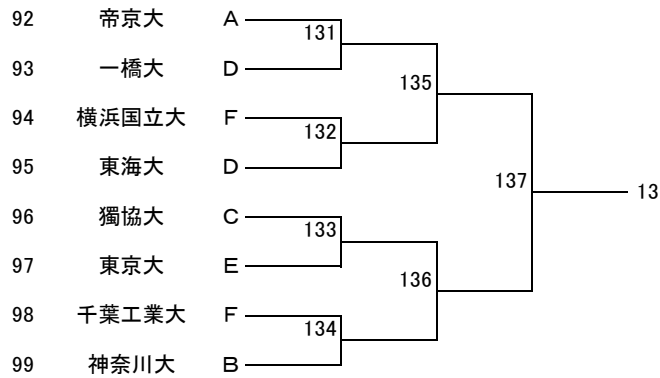 92 帝京大 A
131
93 一橋大 D
135
94 横浜国立大 F
132
95 東海大 D
137
13
96 獨協大 C
133
97 東京大 E
136
98 千葉工業大 F
134
99 神奈川大 B